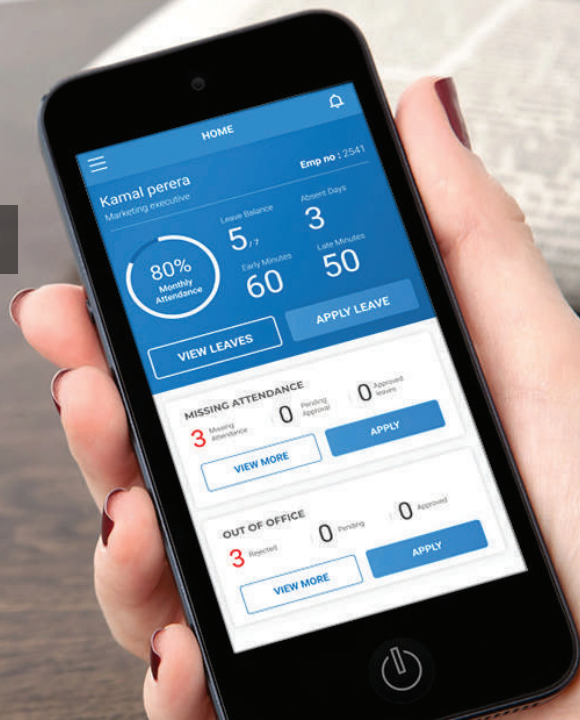 HOME
Kamal perera
Marketing executive
Emp no : 2541
80%
Monthly
Attendance
Leave Balance
5 / 7
Absent Days
3
Early Minutes
60
Late Minutes
50
VIEW LEAVES
APPLY LEAVE
MISSING ATTENDANCE
3 Missing
Attendance
0 Pending
Approval
0 Approved
leaves
VIEW MORE
APPLY
OUT OF OFFICE
3 Rejected
0 Pending
0 Approved
VIEW MORE
APPLY